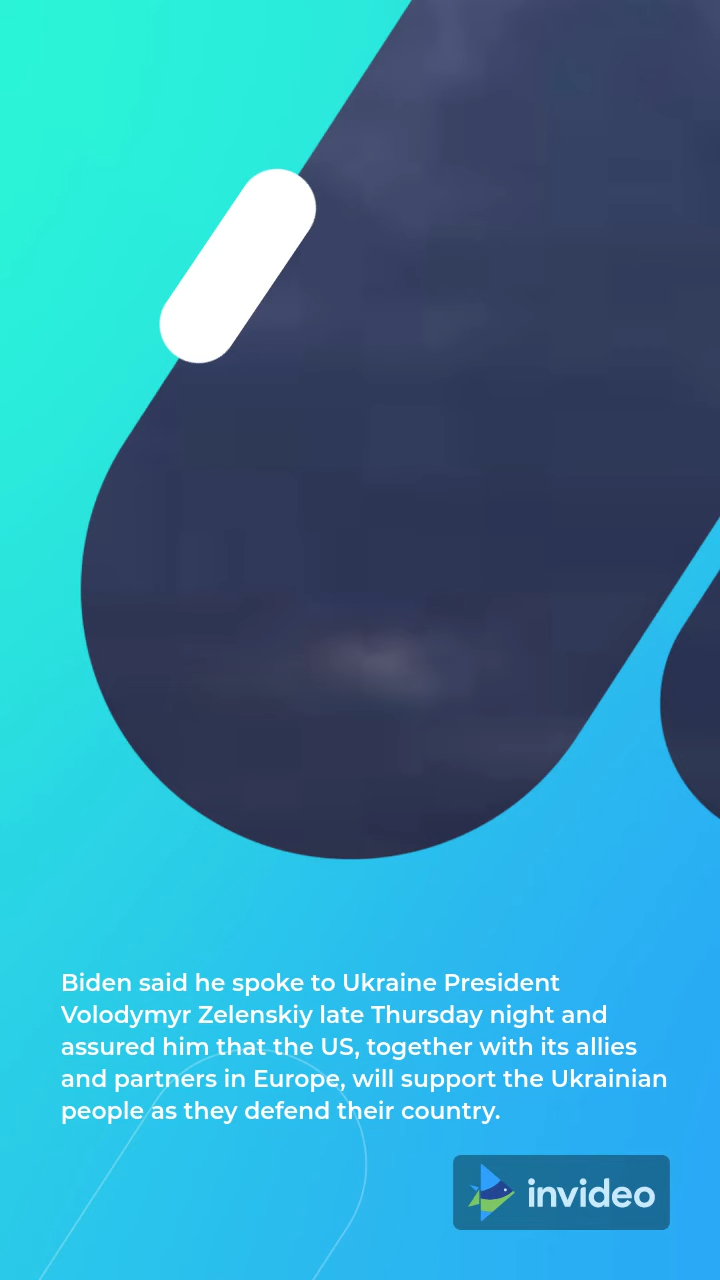 Biden said he spoke to Ukraine President
Volodymyr Zelenskiy late Thursday night and
assured him that the US, together with its allies
and partners in Europe, will support the Ukrainian
people as they defend their country.
invideo